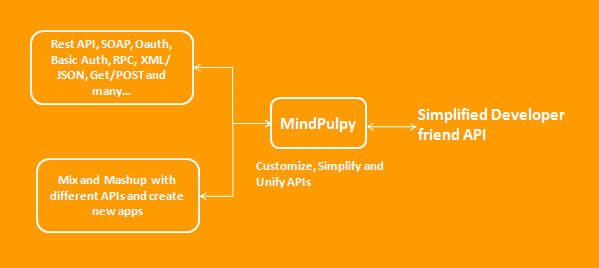 Rest API, SOAP, Oauth,
Basic Auth, RPC, XML/
JSON, Get/POST and
many...
MindPulpy
Simplified Developer
friend API
Customize, Simplify and
Unify APIs
Mix and Mashup with
different APIs and create
new apps